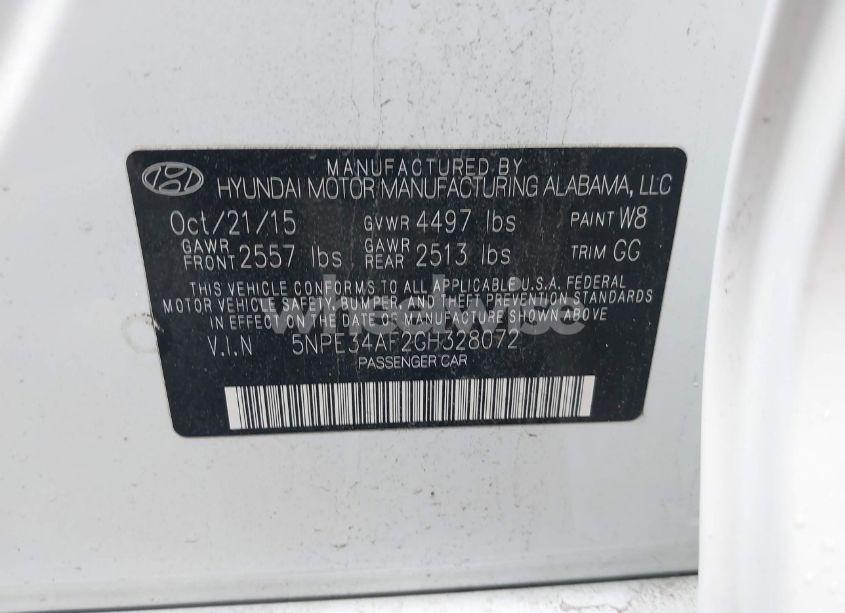 MANUFACTURED BY
HYUNDAI MOTOR MANUFACTURING ALABAMA, LLC
Oct/21/15 GVWR 4497 lbs PAINT W8
GAWR FRONT 2557 lbs GAWR REAR 2513 lbs TRIM GG
THIS VEHICLE CONFORMS TO ALL APPLICABLE U.S.A. FEDERAL
MOTOR VEHICLE SAFETY, BUMPER, AND THEFT PREVENTION STANDARDS
IN EFFECT ON THE DATE OF MANUFACTURE SHOWN ABOVE
V.I.N 5NPE34AF2GH328072
PASSENGER CAR
wheelwise